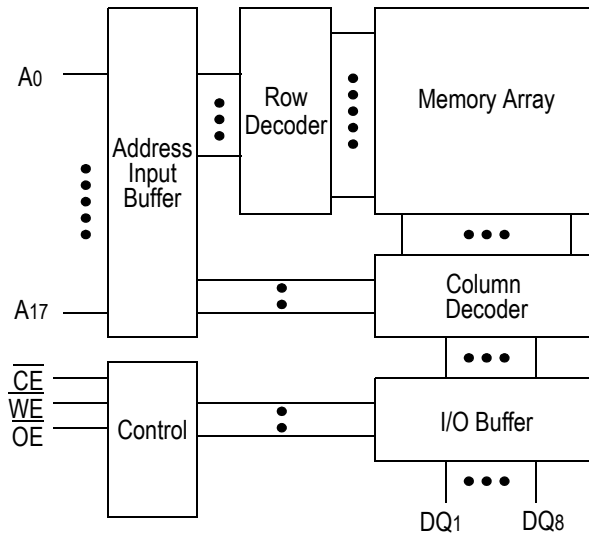 A0
Address
Input
Buffer
Row
Decoder
Memory Array
A17
Column
Decoder
CE
WE
OE
Control
I/O Buffer
DQ1
DQ8